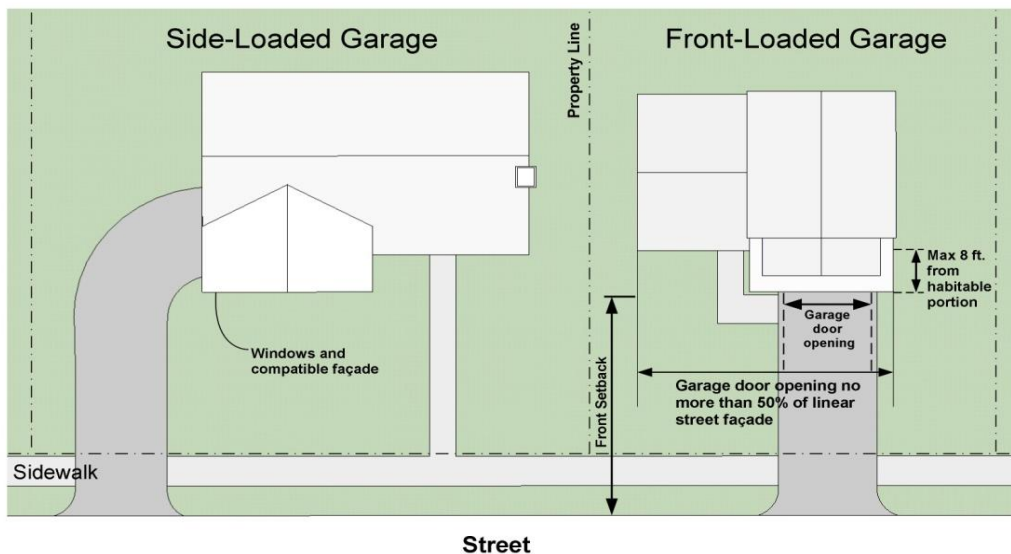 Side-Loaded Garage
Property Line
Front-Loaded Garage
Max 8 ft.
from
habitable
portion
Garage
door
opening
Windows and
compatible façade
Front Setback
Garage door opening no
more than 50% of linear
street façade
Sidewalk
Street